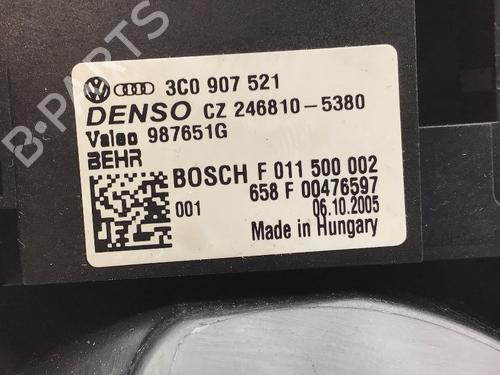 3C0 907 521
DENSO CZ 246810-5380
Valeo 987651G
BEHR
BOSCH F 011 500 002
658 F 00476597
001
06.10.2005
Made in Hungary
B-PARTS